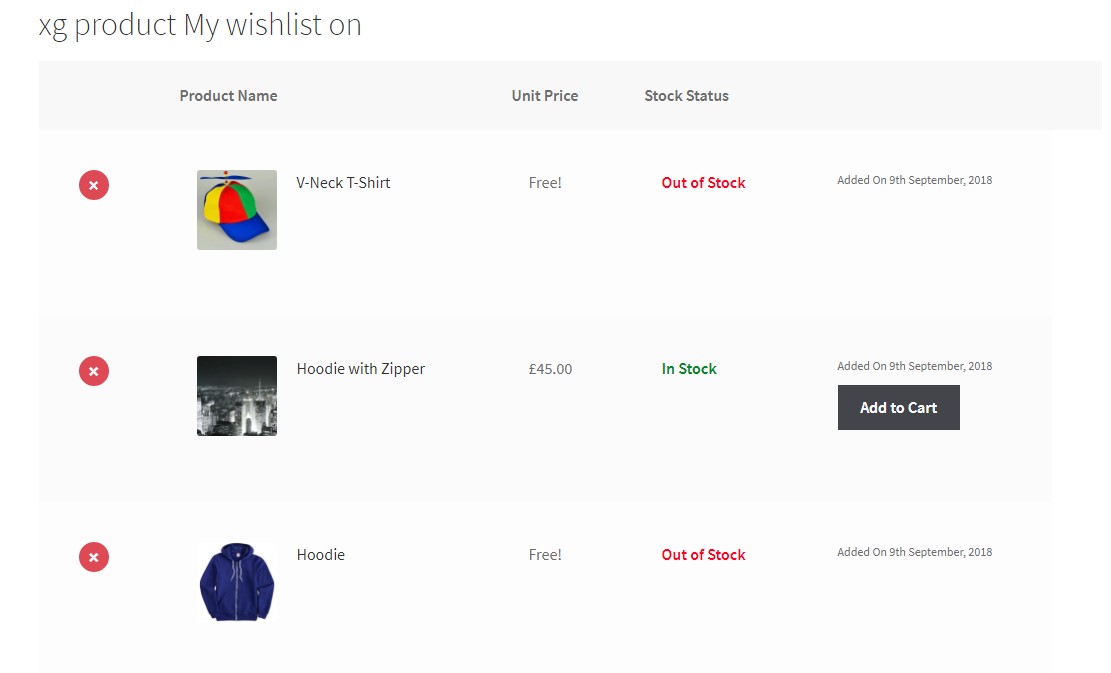 xg product My wishlist on
Product Name Unit Price Stock Status
V-Neck T-Shirt Free! Out of Stock Added On 9th September, 2018
Hoodie with Zipper £45.00 In Stock Added On 9th September, 2018
Add to Cart
Hoodie Free! Out of Stock Added On 9th September, 2018